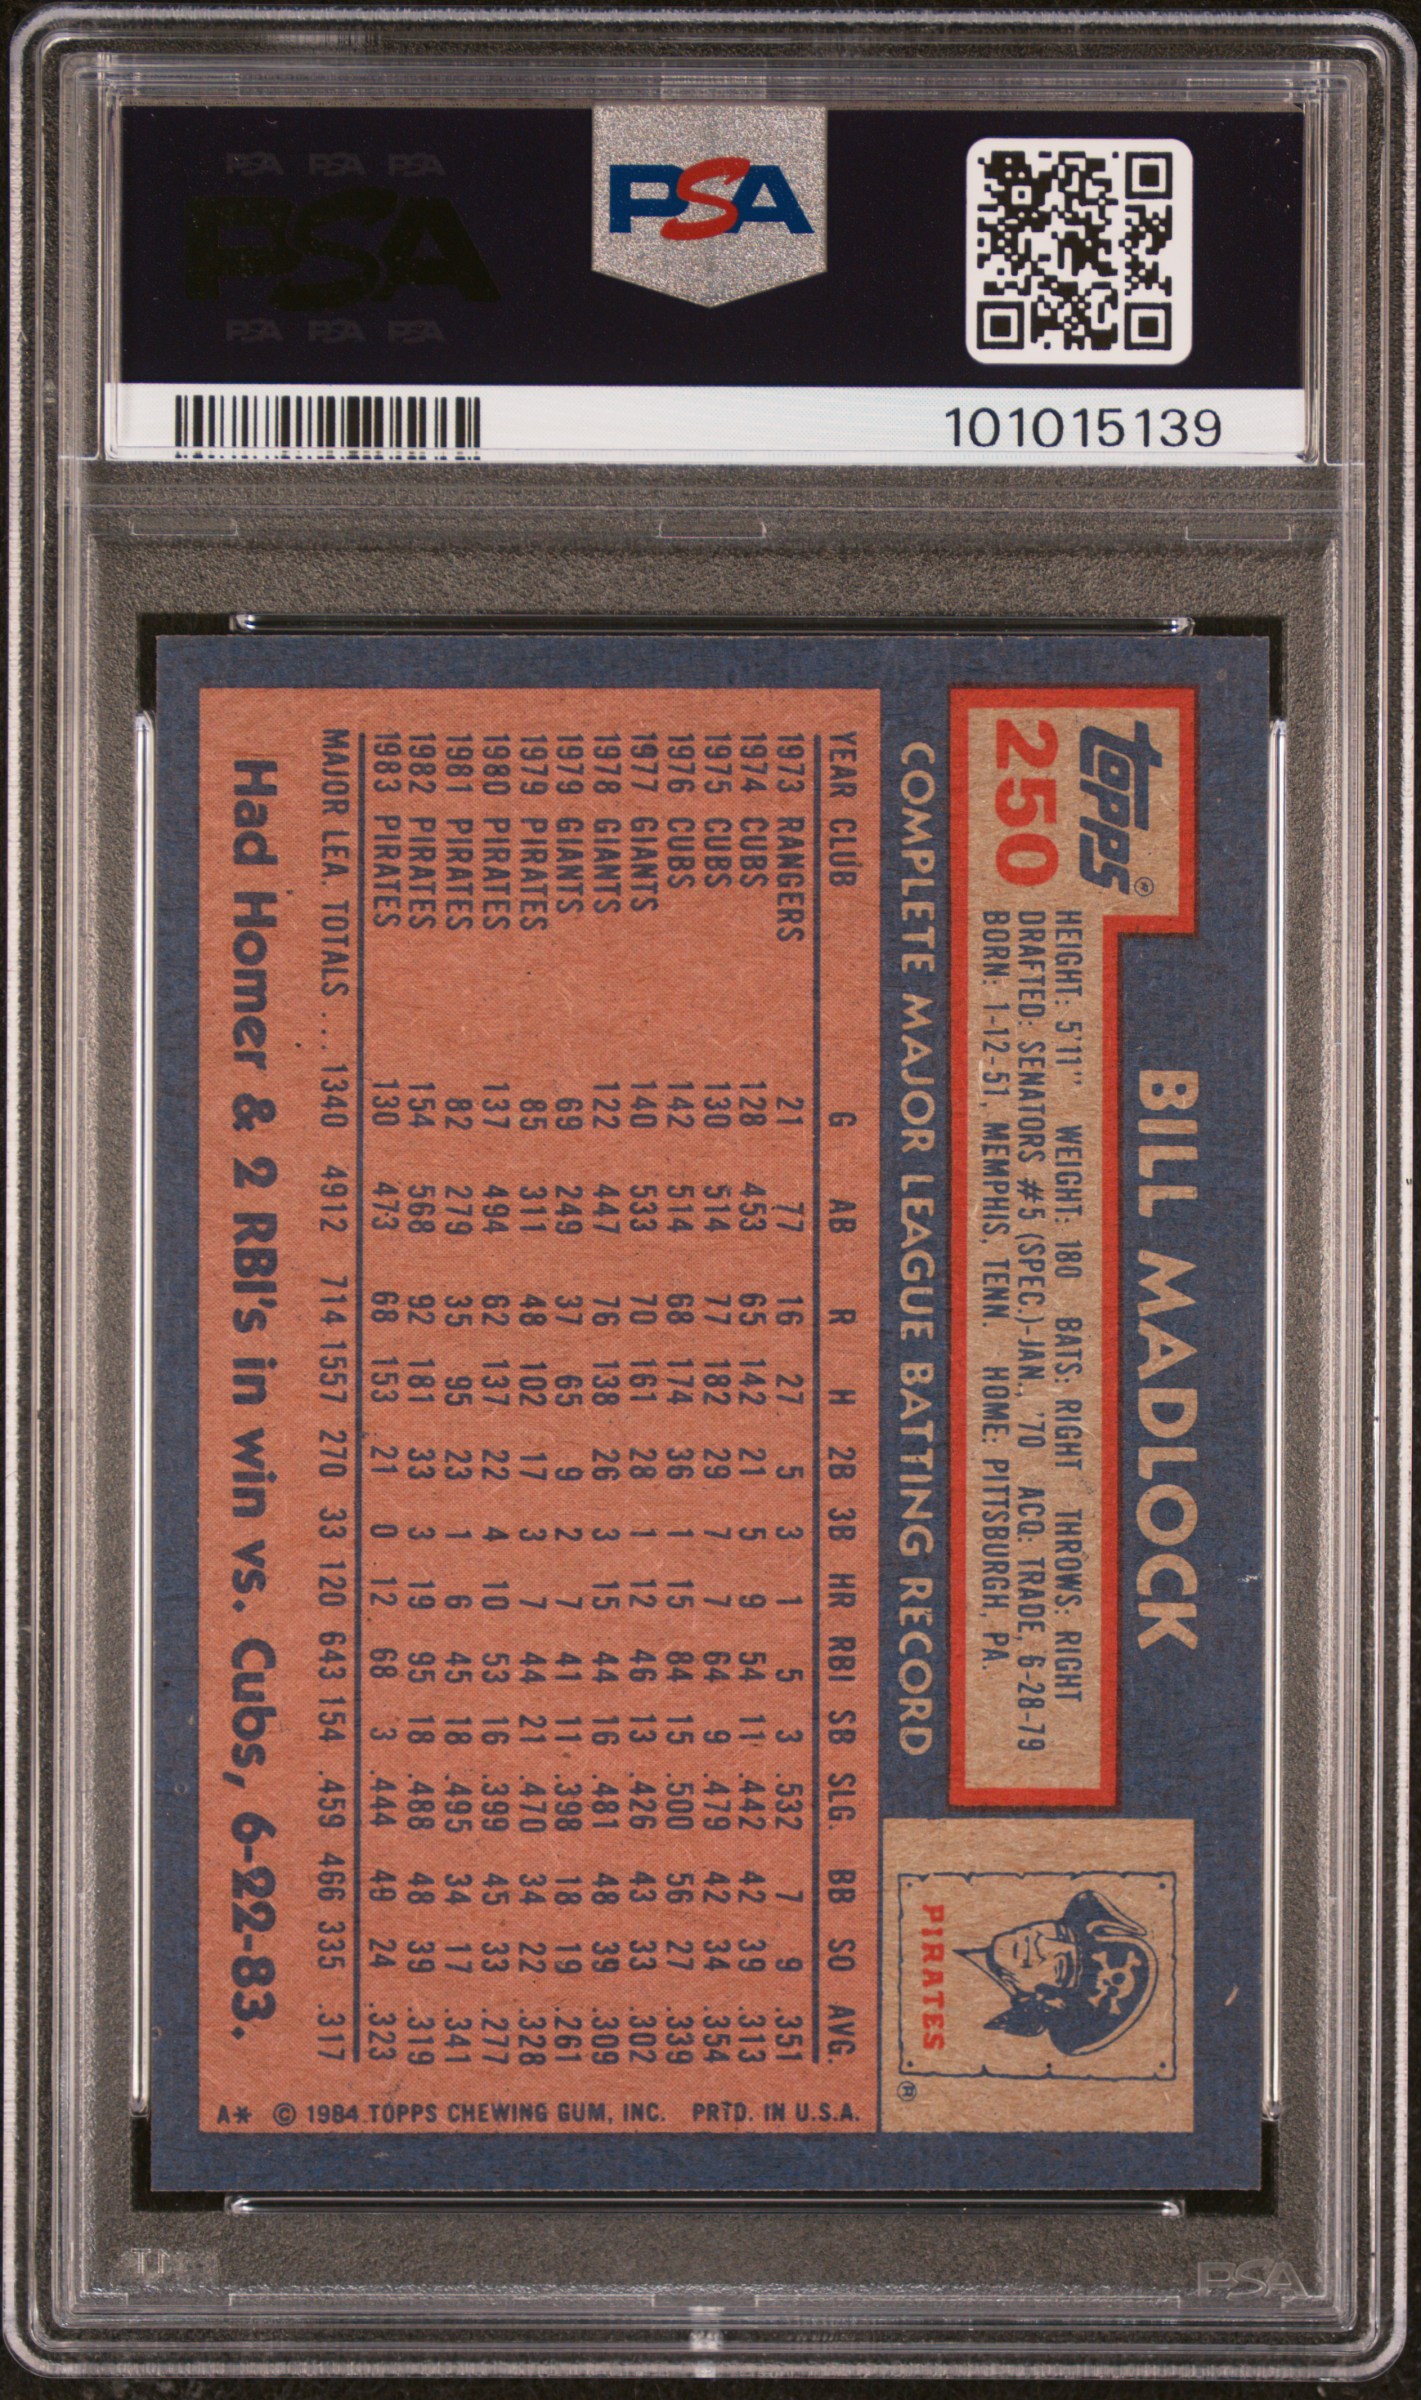 PSA PSA PSA
PSA
PSA PSA PSA
PSA
101015139
topps®
250
BILL MADLOCK
HEIGHT: 5'11" WEIGHT: 180 BATS: RIGHT THROWS: RIGHT
DRAFTED: SENATORS #5 (SPEC.)-JAN., '70 ACQ: TRADE, 6-28-79
BORN: 1-12-51, MEMPHIS, TENN. HOME: PITTSBURGH, PA.
PIRATES
®
COMPLETE MAJOR LEAGUE BATTING RECORD
YEAR CLUB G AB R H 2B 3B HR RBI SB SLG. BB SO AVG.
1973 RANGERS 21 77 16 27 5 3 1 5 3 .532 7 9 .351
1974 CUBS 128 453 65 142 21 5 9 54 11 .442 42 39 .313
1975 CUBS 130 514 77 182 29 7 7 64 9 .479 42 34 .354
1976 CUBS 142 514 68 174 36 1 15 84 15 .500 56 27 .339
1977 GIANTS 140 533 70 161 28 1 12 46 13 .426 43 33 .302
1978 GIANTS 122 447 76 138 26 3 15 44 16 .481 48 39 .309
1979 GIANTS 69 249 37 65 9 2 7 41 11 .398 18 19 .261
1979 PIRATES 85 311 48 102 17 3 7 44 21 .470 34 22 .328
1980 PIRATES 137 494 62 137 22 4 10 53 16 .399 45 33 .277
1981 PIRATES 82 279 35 95 23 1 6 45 18 .495 34 17 .341
1982 PIRATES 154 568 92 181 33 3 19 95 18 .488 48 39 .319
1983 PIRATES 130 473 68 153 21 0 12 68 3 .444 49 24 .323
MAJOR LEA. TOTALS ... 1340 4912 714 1557 270 33 120 643 154 .459 466 335 .317
Had Homer & 2 RBI's in win vs. Cubs, 6-22-83.
A* © 1984 TOPPS CHEWING GUM, INC. PRTD. IN U.S.A.
PSA